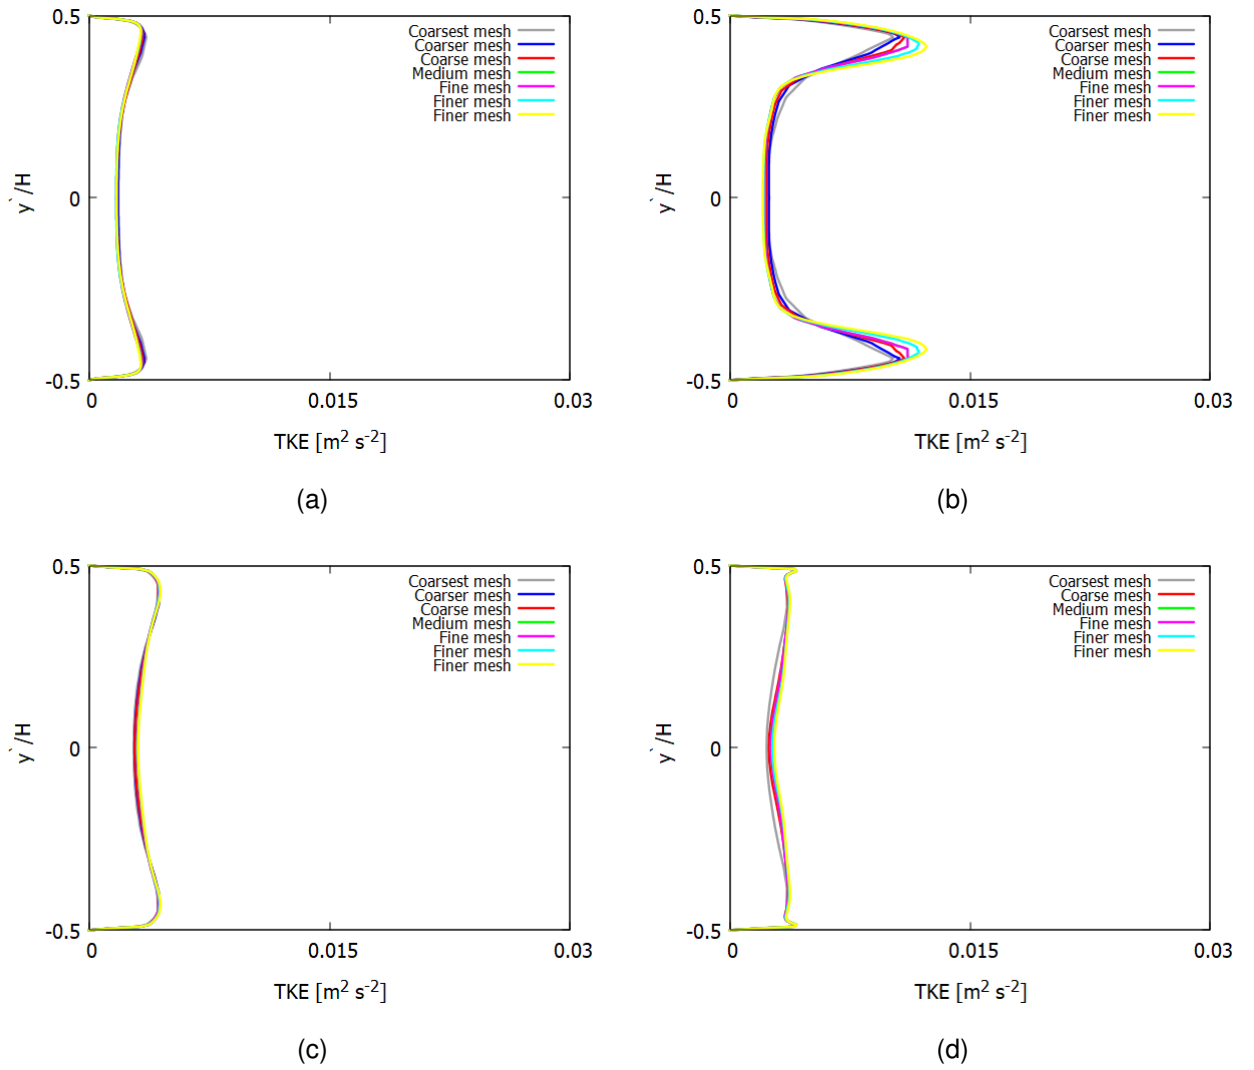 0.5
Coarsest mesh
Coarser mesh
Coarse mesh
Medium mesh
Fine mesh
Finer mesh
Finer mesh
y`/H
0
-0.5
0 0.015 0.03
TKE [m² s⁻²]
(a)
0.5
Coarsest mesh
Coarser mesh
Coarse mesh
Medium mesh
Fine mesh
Finer mesh
Finer mesh
y`/H
0
-0.5
0 0.015 0.03
TKE [m² s⁻²]
(b)
0.5
Coarsest mesh
Coarser mesh
Coarse mesh
Medium mesh
Fine mesh
Finer mesh
Finer mesh
y`/H
0
-0.5
0 0.015 0.03
TKE [m² s⁻²]
(c)
0.5
Coarsest mesh
Coarse mesh
Medium mesh
Fine mesh
Finer mesh
Finer mesh
y`/H
0
-0.5
0 0.015 0.03
TKE [m² s⁻²]
(d)